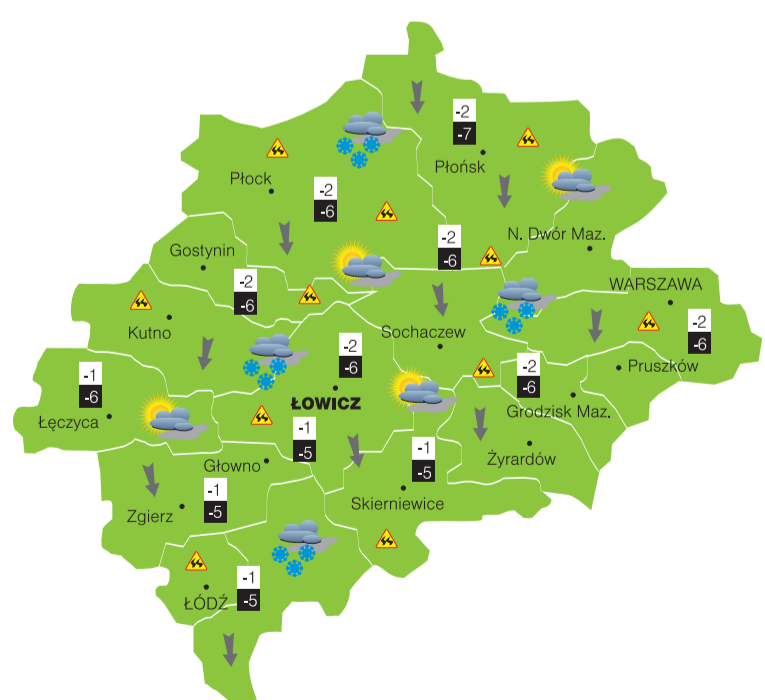 -2
-7
Płońsk
Płock
-2
-6
N. Dwór Maz.
-2
-6
Gostynin
-2
-6
WARSZAWA
-2
-6
Kutno
Sochaczew
-2
-6
Pruszków
-1
-6
-2
-6
ŁOWICZ
Grodzisk Maz.
Łęczyca
-1
-5
-1
-5
Żyrardów
Głowno
Skierniewice
-1
-5
Zgierz
-1
-5
ŁÓDŹ